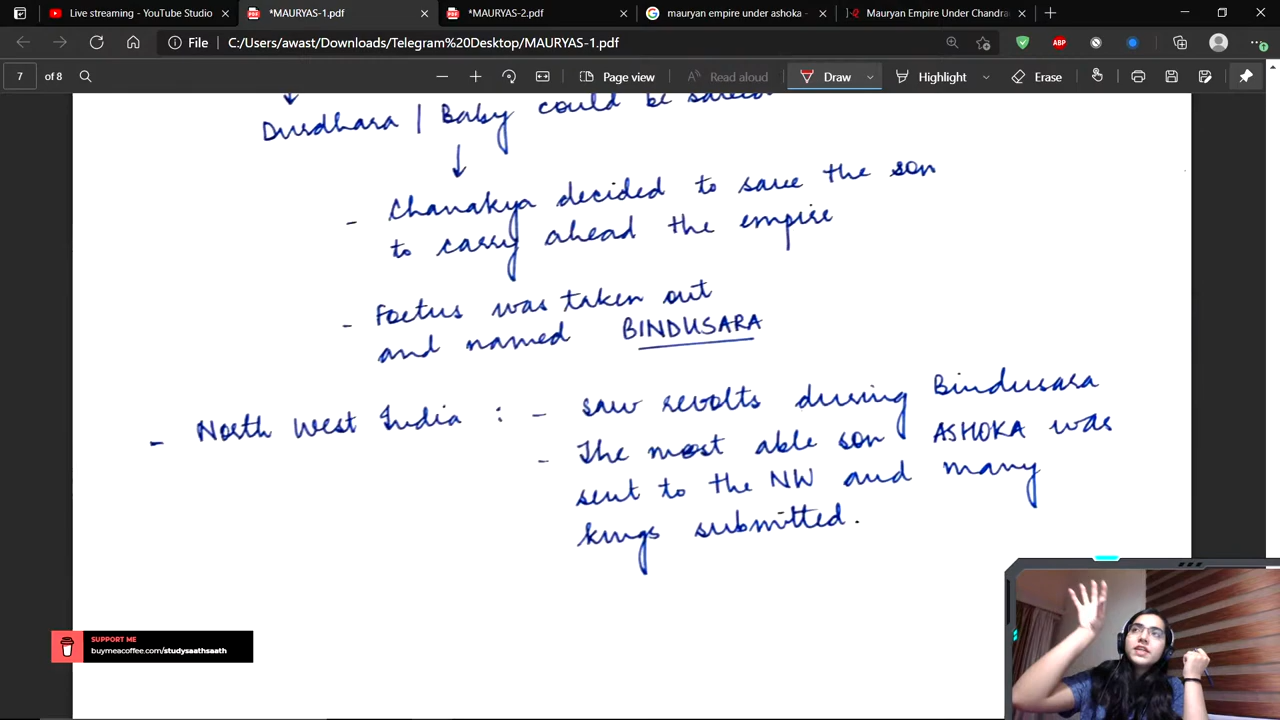 Live streaming - YouTube Studio
*MAURYAS-1.pdf
*MAURYAS-2.pdf
mauryan empire under ashoka -
Mauryan Empire Under Chandra
File
C:/Users/awast/Downloads/Telegram%20Desktop/MAURYAS-1.pdf
ABP
7 of 8
Page view
Read aloud
Draw
Highlight
Erase
Durdhara | Baby could be saved
- Chanakya decided to save the son
to carry ahead the empire
- Foetus was taken out
and named BINDUSARA
- North West India : - saw revolts during Bindusara
- The most able son ASHOKA was
sent to the NW and many
kings submitted.
SUPPORT ME
buymeacoffee.com/studysaathsaath